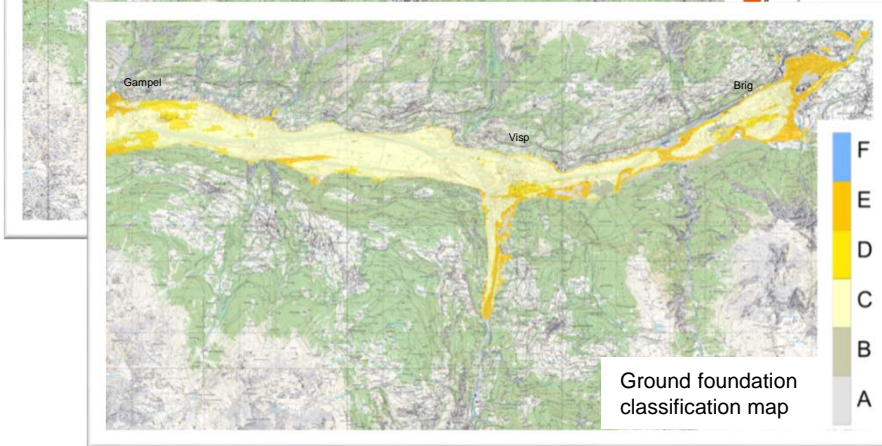 Gampel
Brig
Visp
F
E
D
C
B
A
Ground foundation
classification map